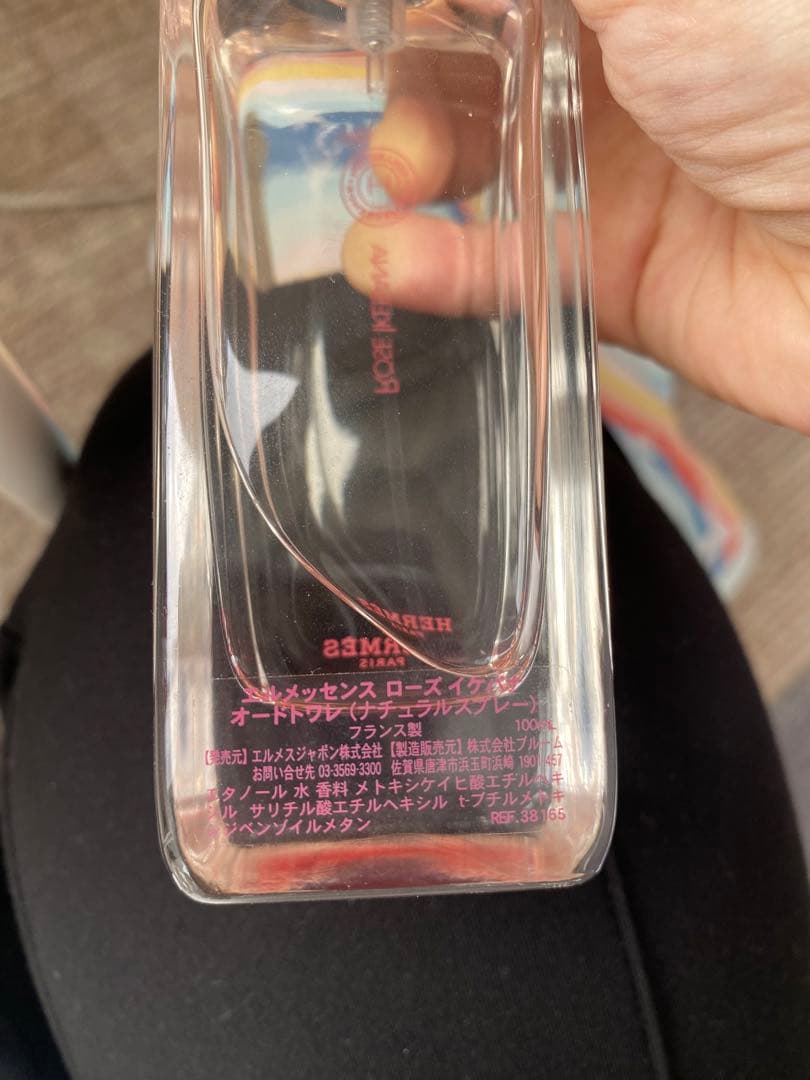 ROSE IKEBANA
HERMÈS
PARIS
HERMÈS
PARIS
エルメッセンス ローズ イケバナ
オードトワレ(ナチュラルスプレー)
フランス製 100mL
【発売元】エルメスジャポン株式会社 【製造販売元】株式会社ブルーム
お問い合せ先 03-3569-3300 佐賀県唐津市浜玉町浜崎 1901-457
エタノール 水 香料 メトキシケイヒ酸エチルヘキ
シル サリチル酸エチルヘキシル t-ブチルメトキ
シジベンゾイルメタン REF.38165